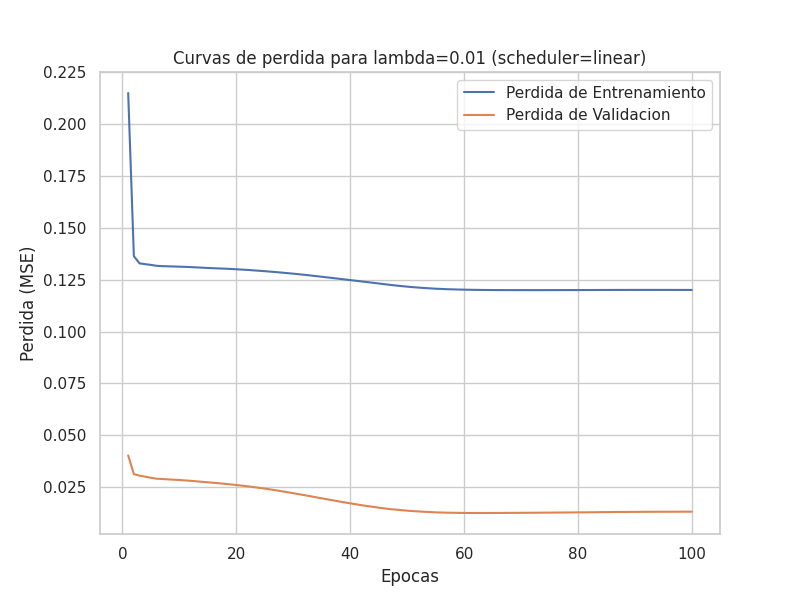 Curvas de perdida para lambda=0.01 (scheduler=linear)
Perdida de Entrenamiento
Perdida de Validacion
Perdida (MSE)
0.225
0.200
0.175
0.150
0.125
0.100
0.075
0.050
0.025
0 20 40 60 80 100
Epocas